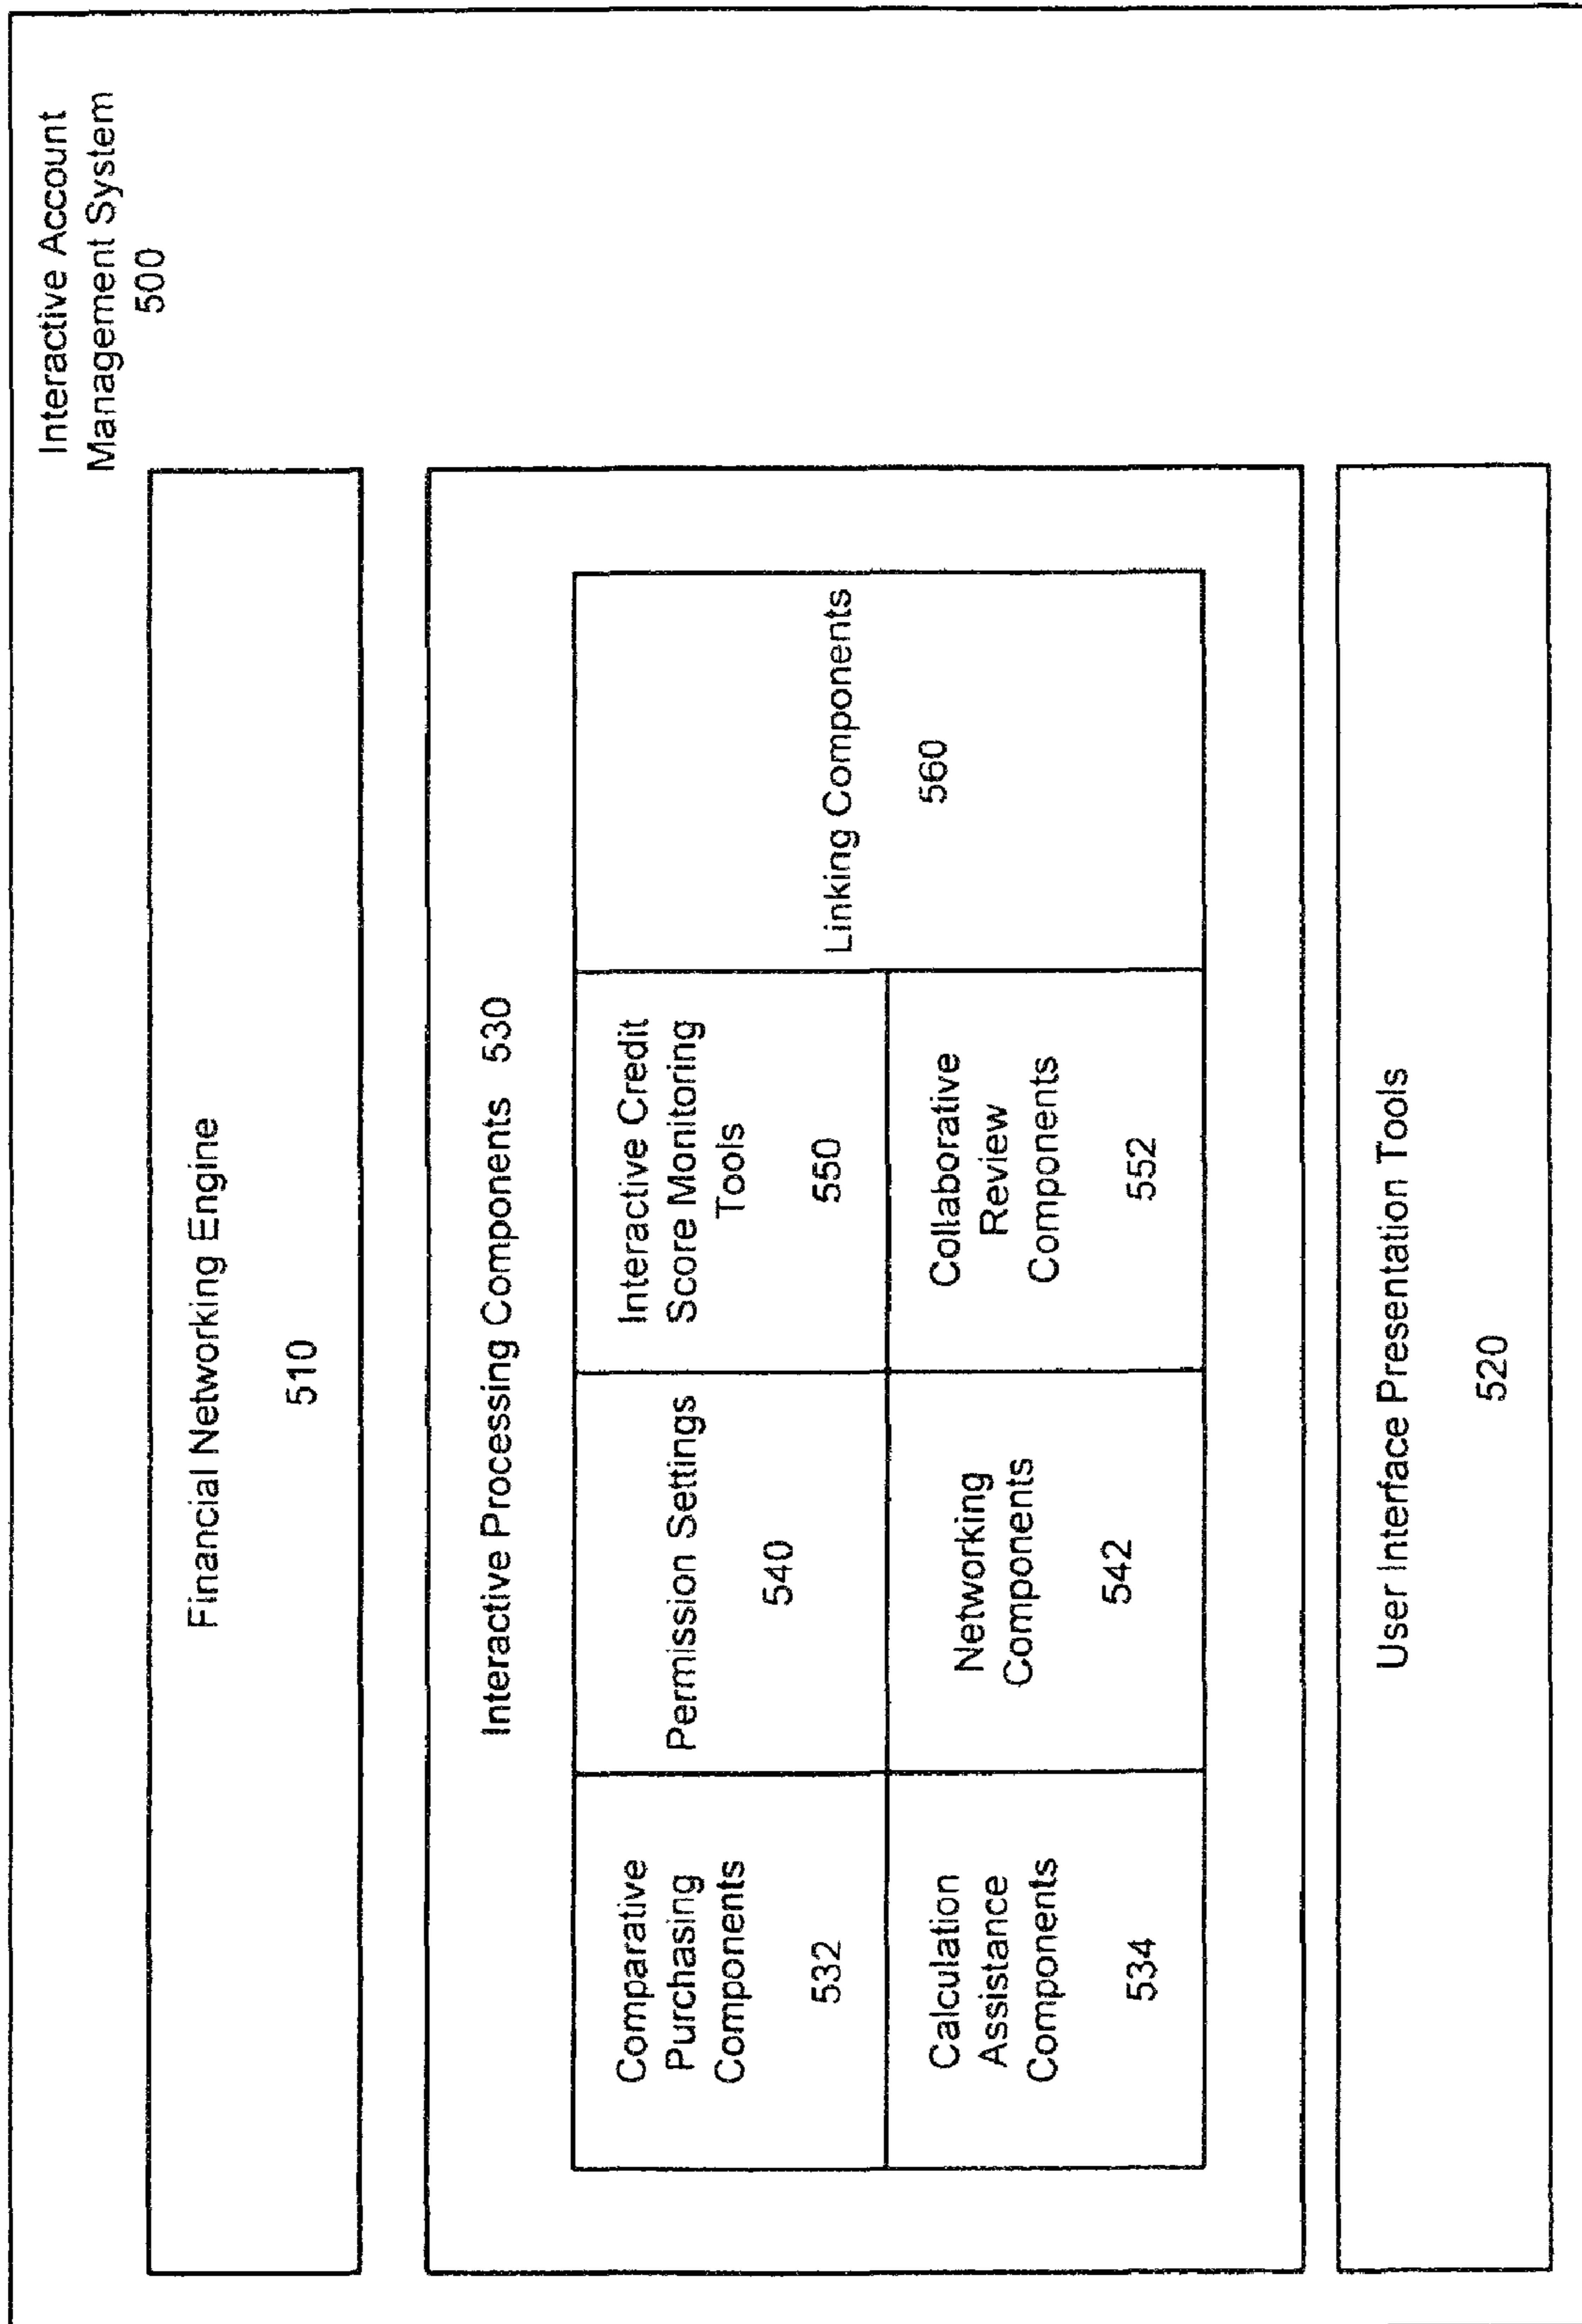 Interactive Account
Management System
500
Financial Networking Engine
510
Interactive Processing Components 530
Comparative
Purchasing
Components
532
Permission Settings
540
Interactive Credit
Score Monitoring
Tools
550
Linking Components
560
Calculation
Assistance
Components
534
Networking
Components
542
Collaborative
Review
Components
552
User Interface Presentation Tools
520